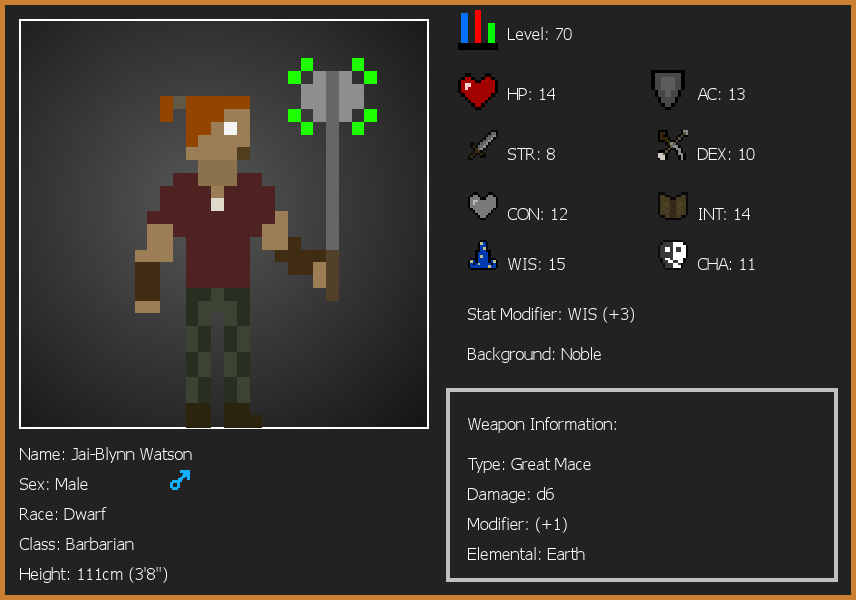 Level: 70
HP: 14
AC: 13
STR: 8
DEX: 10
CON: 12
INT: 14
WIS: 15
CHA: 11
Stat Modifier: WIS (+3)
Background: Noble
Weapon Information:
Type: Great Mace
Damage: d6
Modifier: (+1)
Elemental: Earth
Name: Jai-Blynn Watson
Sex: Male
Race: Dwarf
Class: Barbarian
Height: 111cm (3'8")